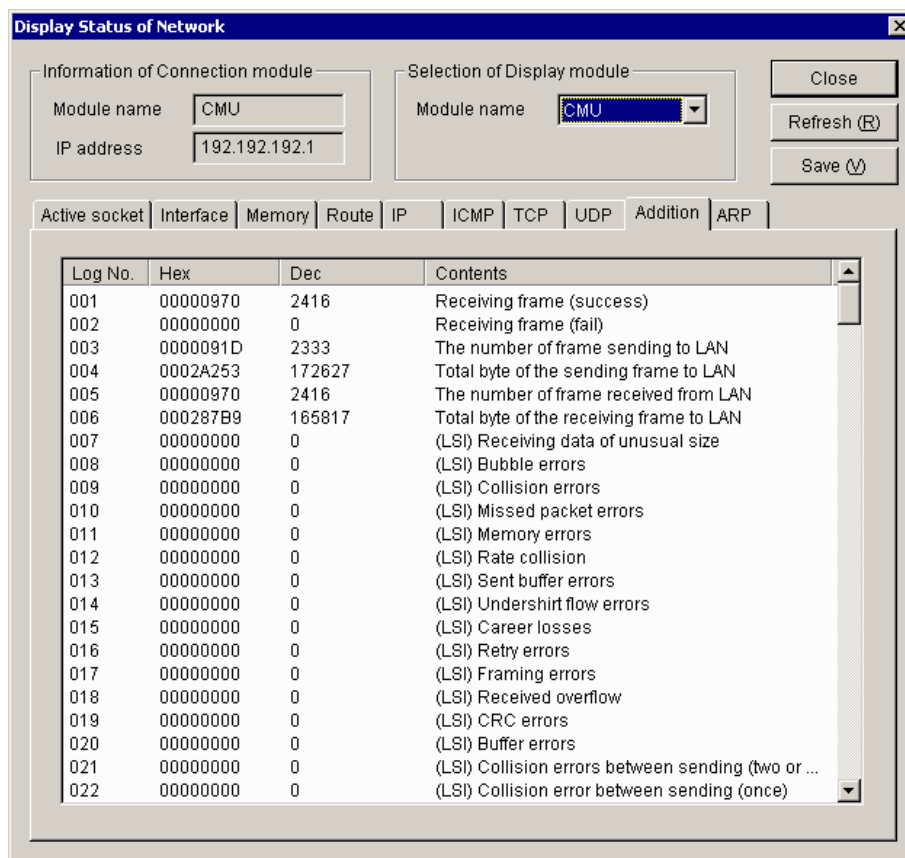 Display Status of Network
Information of Connection module
Module name CMU
IP address 192.192.192.1
Selection of Display module
Module name CMU
Close
Refresh (R)
Save (V)
Active socket Interface Memory Route IP ICMP TCP UDP Addition ARP
Log No. Hex Dec Contents
001 00000970 2416 Receiving frame (success)
002 00000000 0 Receiving frame (fail)
003 0000091D 2333 The number of frame sending to LAN
004 0002A253 172627 Total byte of the sending frame to LAN
005 00000970 2416 The number of frame received from LAN
006 000287B9 165817 Total byte of the receiving frame to LAN
007 00000000 0 (LSI) Receiving data of unusual size
008 00000000 0 (LSI) Bubble errors
009 00000000 0 (LSI) Collision errors
010 00000000 0 (LSI) Missed packet errors
011 00000000 0 (LSI) Memory errors
012 00000000 0 (LSI) Rate collision
013 00000000 0 (LSI) Sent buffer errors
014 00000000 0 (LSI) Undershirt flow errors
015 00000000 0 (LSI) Career losses
016 00000000 0 (LSI) Retry errors
017 00000000 0 (LSI) Framing errors
018 00000000 0 (LSI) Received overflow
019 00000000 0 (LSI) CRC errors
020 00000000 0 (LSI) Buffer errors
021 00000000 0 (LSI) Collision errors between sending (two or ...
022 00000000 0 (LSI) Collision error between sending (once)